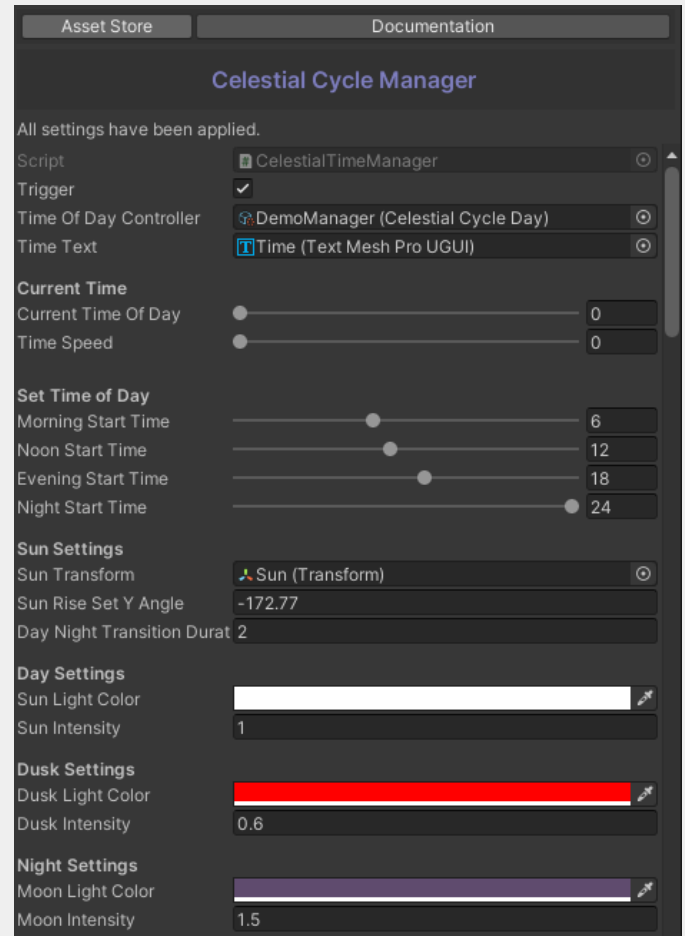 Asset Store Documentation
Celestial Cycle Manager
All settings have been applied.
Script CelestialTimeManager
Trigger
Time Of Day Controller DemoManager (Celestial Cycle Day)
Time Text Time (Text Mesh Pro UGUI)
Current Time
Current Time Of Day 0
Time Speed 0
Set Time of Day
Morning Start Time 6
Noon Start Time 12
Evening Start Time 18
Night Start Time 24
Sun Settings
Sun Transform Sun (Transform)
Sun Rise Set Y Angle -172.77
Day Night Transition Durat 2
Day Settings
Sun Light Color
Sun Intensity 1
Dusk Settings
Dusk Light Color
Dusk Intensity 0.6
Night Settings
Moon Light Color
Moon Intensity 1.5